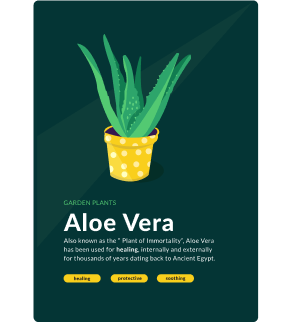 GARDEN PLANTS
Aloe Vera
Also known as the " Plant of Immortality", Aloe Vera
has been used for healing, internally and externally
for thousands of years dating back to Ancient Egypt.
healing protective soothing